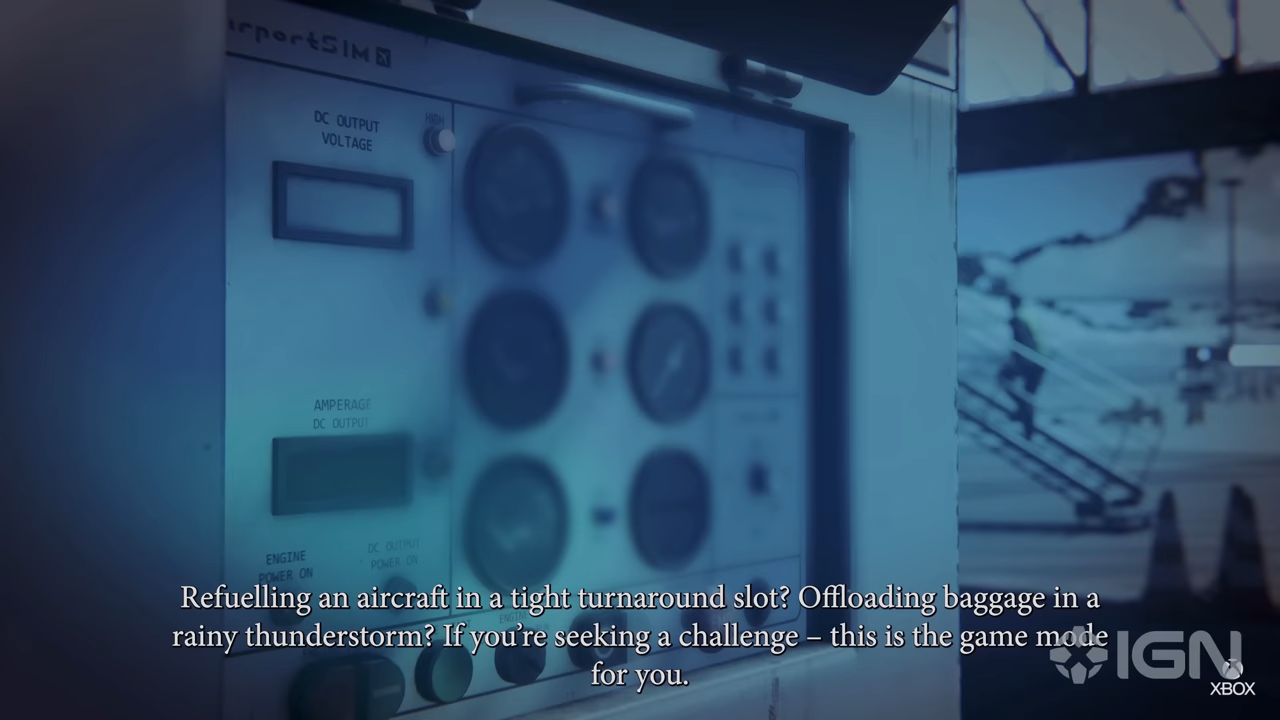 airportSIM
DC OUTPUT
VOLTAGE
HIGH
AMPERAGE
DC OUTPUT
ENGINE
POWER ON
DC OUTPUT
POWER ON
Refuelling an aircraft in a tight turnaround slot? Offloading baggage in a
rainy thunderstorm? If you’re seeking a challenge – this is the game mode
for you.
IGN
XBOX